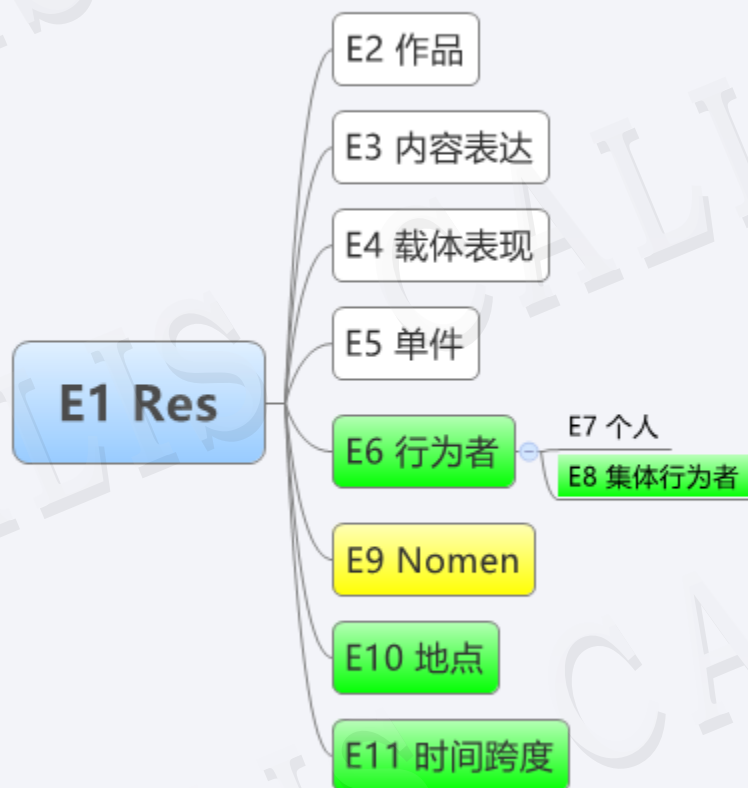 E2 作品
E3 内容表达
E4 载体表现
E5 单件
E1 Res
E6 行为者
E7 个人
E8 集体行为者
E9 Nomen
E10 地点
E11 时间跨度
CALIS